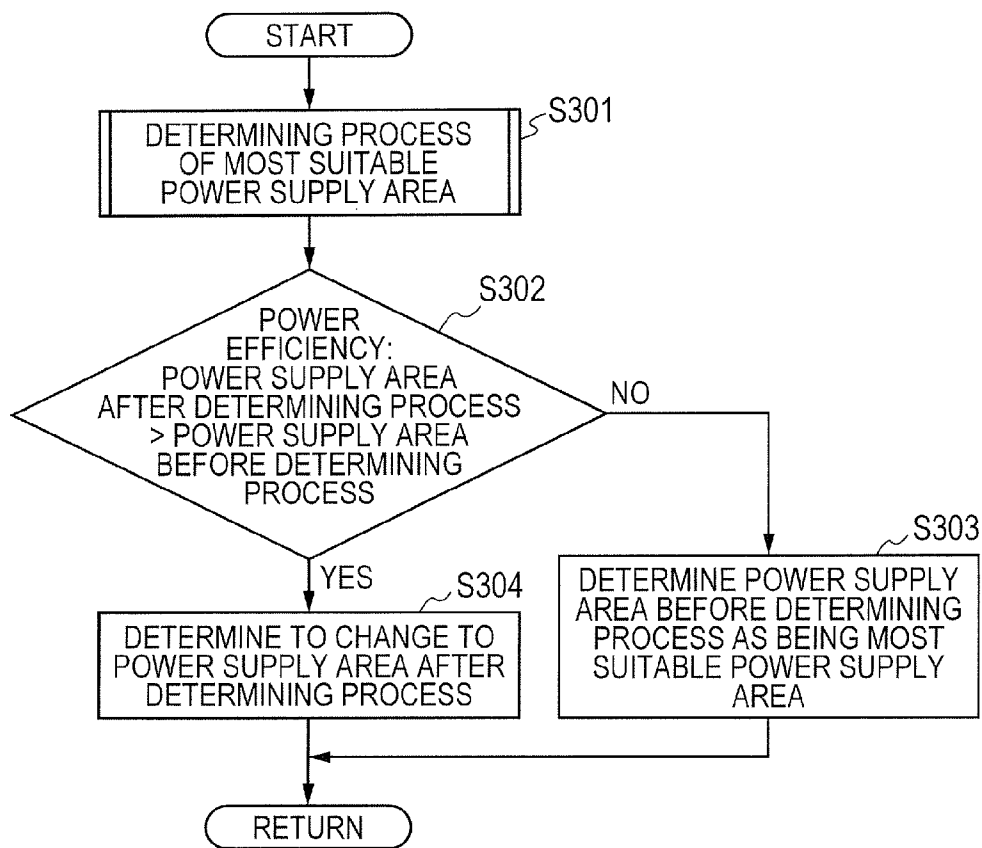 START
S301
DETERMINING PROCESS
OF MOST SUITABLE
POWER SUPPLY AREA
S302
POWER
EFFICIENCY:
POWER SUPPLY AREA
AFTER DETERMINING PROCESS
> POWER SUPPLY AREA
BEFORE DETERMINING
PROCESS
NO
YES
S303
DETERMINE POWER SUPPLY
AREA BEFORE DETERMINING
PROCESS AS BEING MOST
SUITABLE POWER SUPPLY
AREA
S304
DETERMINE TO CHANGE TO
POWER SUPPLY AREA AFTER
DETERMINING PROCESS
RETURN